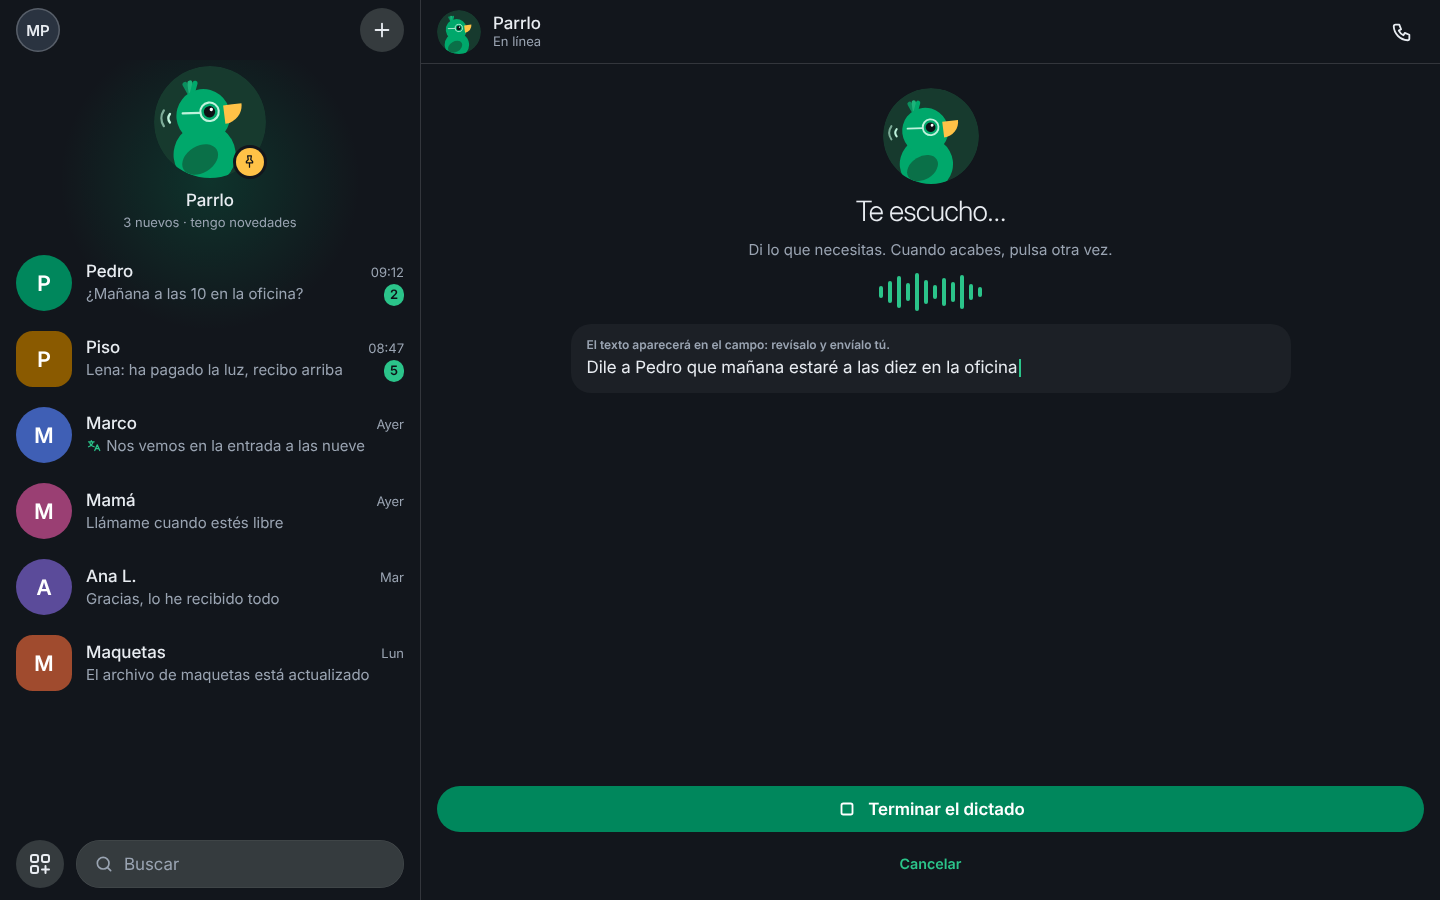 MP
Parrlo
3 nuevos · tengo novedades
P
Pedro
09:12
¿Mañana a las 10 en la oficina?
2
P
Piso
08:47
Lena: ha pagado la luz, recibo arriba
5
M
Marco
Ayer
Nos vemos en la entrada a las nueve
M
Mamá
Ayer
Llámame cuando estés libre
A
Ana L.
Mar
Gracias, lo he recibido todo
M
Maquetas
Lun
El archivo de maquetas está actualizado
Buscar
Parrlo
En línea
Te escucho...
Di lo que necesitas. Cuando acabes, pulsa otra vez.
El texto aparecerá en el campo: revísalo y envíalo tú.
Dile a Pedro que mañana estaré a las diez en la oficina
Terminar el dictado
Cancelar